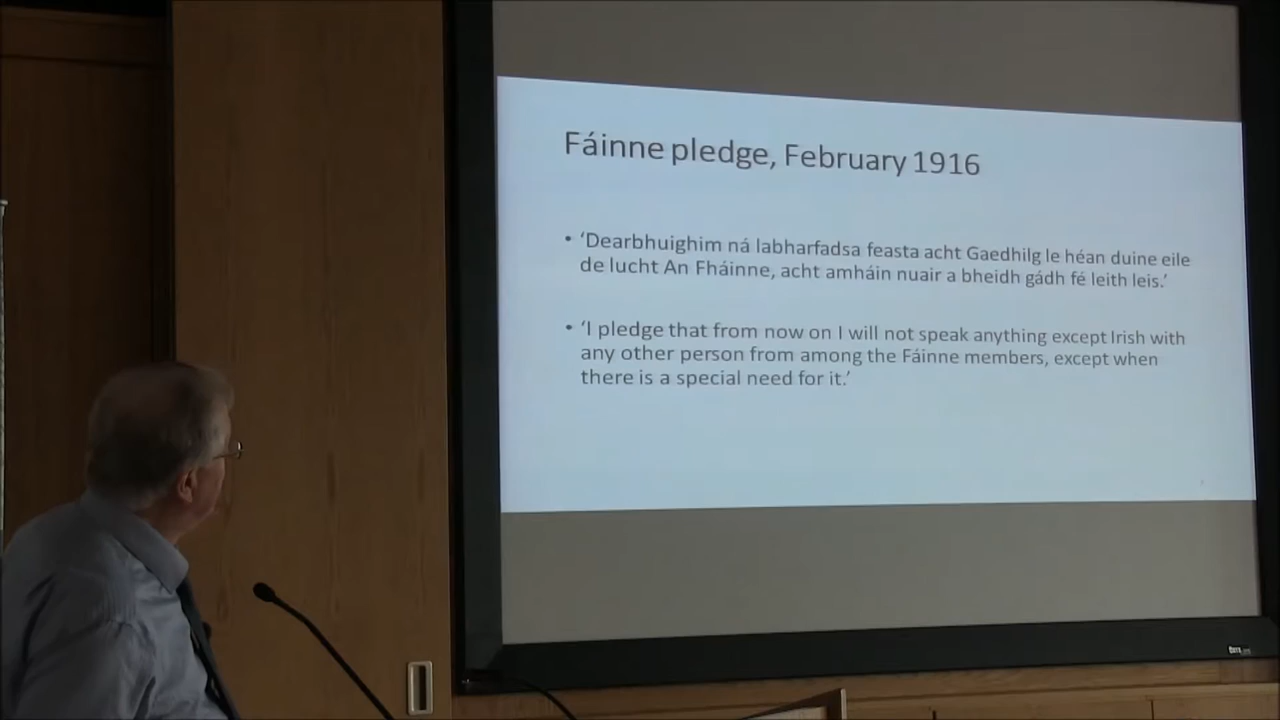 Fáinne pledge, February 1916
• ‘Dearbhuighim ná labharfadsa feasta acht Gaedhilg le héan duine eile
de lucht An Fháinne, acht amháin nuair a bheidh gádh fé leith leis.’
• ‘I pledge that from now on I will not speak anything except Irish with
any other person from among the Fáinne members, except when
there is a special need for it.’